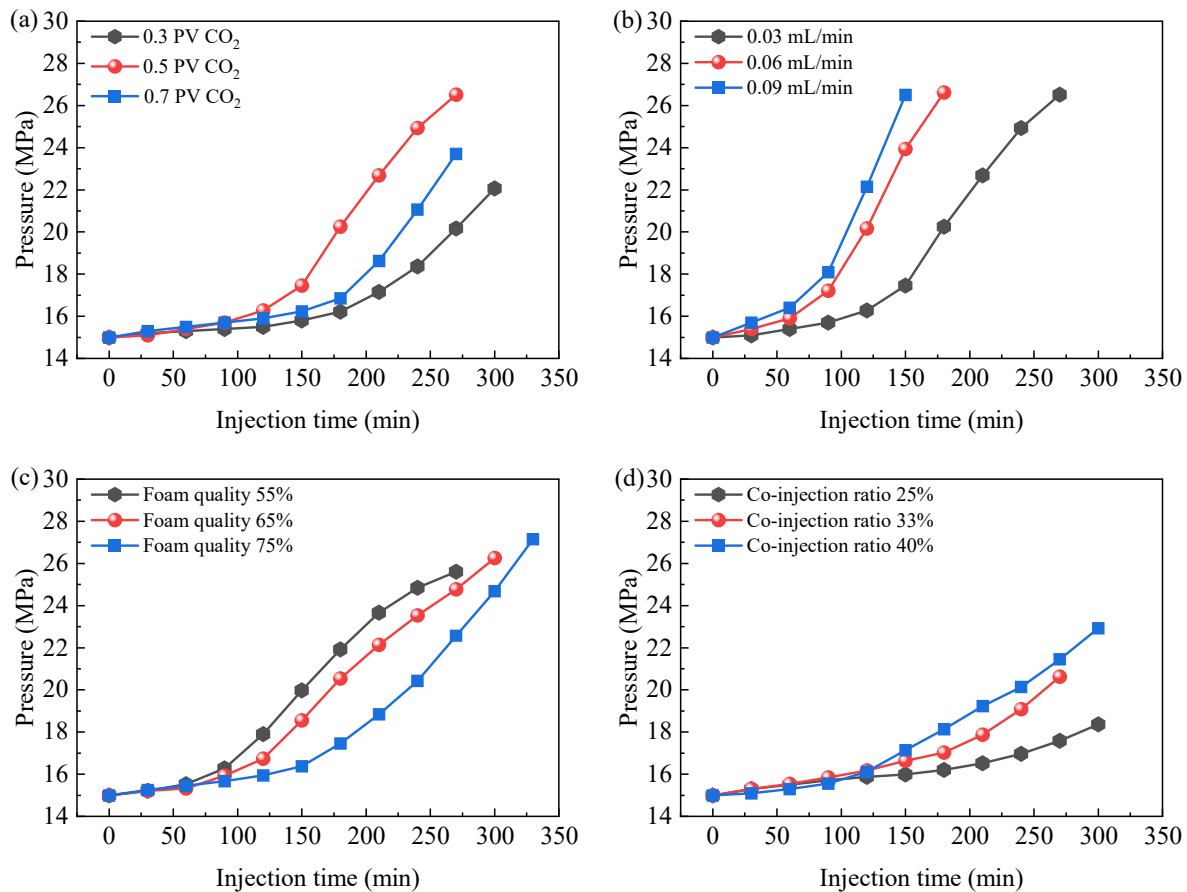 (a)
0.3 PV CO₂
0.5 PV CO₂
0.7 PV CO₂
30
28
26
24
22
20
18
16
14
Pressure (MPa)
0 50 100 150 200 250 300 350
Injection time (min)
(b)
0.03 mL/min
0.06 mL/min
0.09 mL/min
30
28
26
24
22
20
18
16
14
Pressure (MPa)
0 50 100 150 200 250 300 350
Injection time (min)
(c)
Foam quality 55%
Foam quality 65%
Foam quality 75%
30
28
26
24
22
20
18
16
14
Pressure (MPa)
0 50 100 150 200 250 300 350
Injection time (min)
(d)
Co-injection ratio 25%
Co-injection ratio 33%
Co-injection ratio 40%
30
28
26
24
22
20
18
16
14
Pressure (MPa)
0 50 100 150 200 250 300 350
Injection time (min)